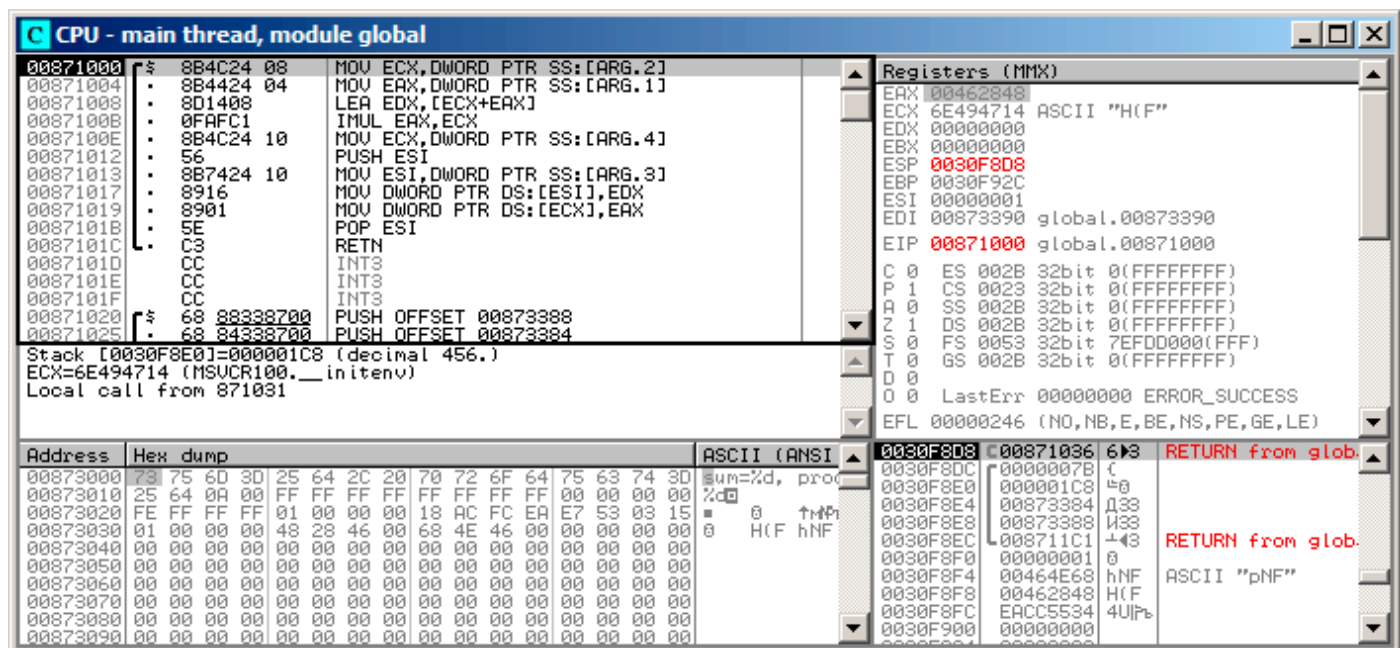 C CPU - main thread, module global
00871000 $ 8B4C24 08 MOV ECX,DWORD PTR SS:[ARG.2]
00871004 . 8B4424 04 MOV EAX,DWORD PTR SS:[ARG.1]
00871008 . 8D1408 LEA EDX,[ECX+EAX]
0087100B . 0FAFC1 IMUL EAX,ECX
0087100E . 8B4C24 10 MOV ECX,DWORD PTR SS:[ARG.4]
00871012 . 56 PUSH ESI
00871013 . 8B7424 10 MOV ESI,DWORD PTR SS:[ARG.3]
00871017 . 8916 MOV DWORD PTR DS:[ESI],EDX
00871019 . 8901 MOV DWORD PTR DS:[ECX],EAX
0087101B . 5E POP ESI
0087101C . C3 RETN
0087101D CC INT3
0087101E CC INT3
0087101F CC INT3
00871020 $ 68 88338700 PUSH OFFSET 00873388
00871025 . 68 84338700 PUSH OFFSET 00873384
Stack [0030F8E0]=000001C8 (decimal 456.)
ECX=6E494714 (MSVCR100.__initenv)
Local call from 871031
Registers (MMX)
EAX 00462848
ECX 6E494714 ASCII "H(F"
EDX 00000000
EBX 00000000
ESP 0030F8D8
EBP 0030F92C
ESI 00000001
EDI 00873390 global.00873390
EIP 00871000 global.00871000
C 0 ES 002B 32bit 0(FFFFFFFF)
P 1 CS 0023 32bit 0(FFFFFFFF)
A 0 SS 002B 32bit 0(FFFFFFFF)
Z 1 DS 002B 32bit 0(FFFFFFFF)
S 0 FS 0053 32bit 7EFDD000(FFF)
T 0 GS 002B 32bit 0(FFFFFFFF)
D 0
O 0 LastErr 00000000 ERROR_SUCCESS
EFL 00000246 (NO,NB,E,BE,NS,PE,GE,LE)
Address Hex dump ASCII (ANSI
00873000 73 75 6D 3D 25 64 2C 20 70 72 6F 64 75 63 74 3D sum=%d, proc
00873010 25 64 0A 00 FF FF FF FF FF FF FF FF 00 00 00 00 %d
00873020 FE FF FF FF 01 00 00 00 18 AC FC EA E7 53 03 15
00873030 01 00 00 00 48 28 46 00 68 4E 46 00 00 00 00 00 H(F hNF
00873040 00 00 00 00 00 00 00 00 00 00 00 00 00 00 00 00
00873050 00 00 00 00 00 00 00 00 00 00 00 00 00 00 00 00
00873060 00 00 00 00 00 00 00 00 00 00 00 00 00 00 00 00
00873070 00 00 00 00 00 00 00 00 00 00 00 00 00 00 00 00
00873080 00 00 00 00 00 00 00 00 00 00 00 00 00 00 00 00
00873090 00 00 00 00 00 00 00 00 00 00 00 00 00 00 00 00
0030F8D8 C 00871036 6 3 RETURN from glob
0030F8DC 0000007B {
0030F8E0 000001C8
0030F8E4 00873384 Д33
0030F8E8 00873388 И33
0030F8EC 008711C1 RETURN from glob
0030F8F0 00000001
0030F8F4 00464E68 hNF ASCII "pNF"
0030F8F8 00462848 H(F
0030F8FC EACC5534 4U
0030F900 00000000